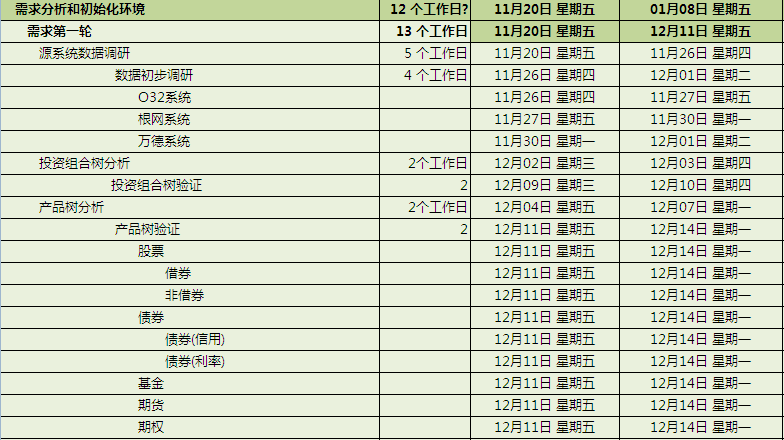 需求分析和初始化环境 12 个工作日? 11月20日 星期五 01月08日 星期五
需求第一轮 13 个工作日 11月20日 星期五 12月11日 星期五
源系统数据调研 5 个工作日 11月20日 星期五 11月26日 星期四
数据初步调研 4 个工作日 11月26日 星期四 12月01日 星期二
O32系统 11月26日 星期四 11月27日 星期五
根网系统 11月27日 星期五 11月30日 星期一
万德系统 11月30日 星期一 12月01日 星期二
投资组合树分析 2个工作日 12月02日 星期三 12月03日 星期四
投资组合树验证 2 12月09日 星期三 12月10日 星期四
产品树分析 2个工作日 12月04日 星期五 12月07日 星期一
产品树验证 2 12月11日 星期五 12月14日 星期一
股票 12月11日 星期五 12月14日 星期一
借券 12月11日 星期五 12月14日 星期一
非借券 12月11日 星期五 12月14日 星期一
债券 12月11日 星期五 12月14日 星期一
债券(信用) 12月11日 星期五 12月14日 星期一
债券(利率) 12月11日 星期五 12月14日 星期一
基金 12月11日 星期五 12月14日 星期一
期货 12月11日 星期五 12月14日 星期一
期权 12月11日 星期五 12月14日 星期一